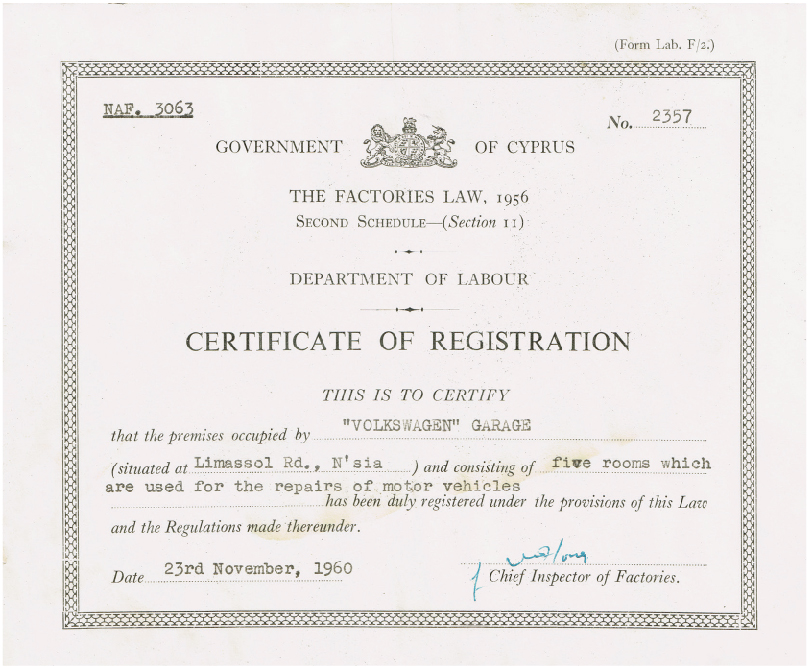 (Form Lab. F/2.)
NAF. 3063
No. 2357
GOVERNMENT OF CYPRUS
THE FACTORIES LAW, 1956
SECOND SCHEDULE—(Section 11)
DEPARTMENT OF LABOUR
CERTIFICATE OF REGISTRATION
THIS IS TO CERTIFY
that the premises occupied by "VOLKSWAGEN" GARAGE
(situated at Limassol Rd., N'sia ) and consisting of five rooms which
are used for the repairs of motor vehicles
has been duly registered under the provisions of this Law
and the Regulations made thereunder.
Date 23rd November, 1960
Chief Inspector of Factories.